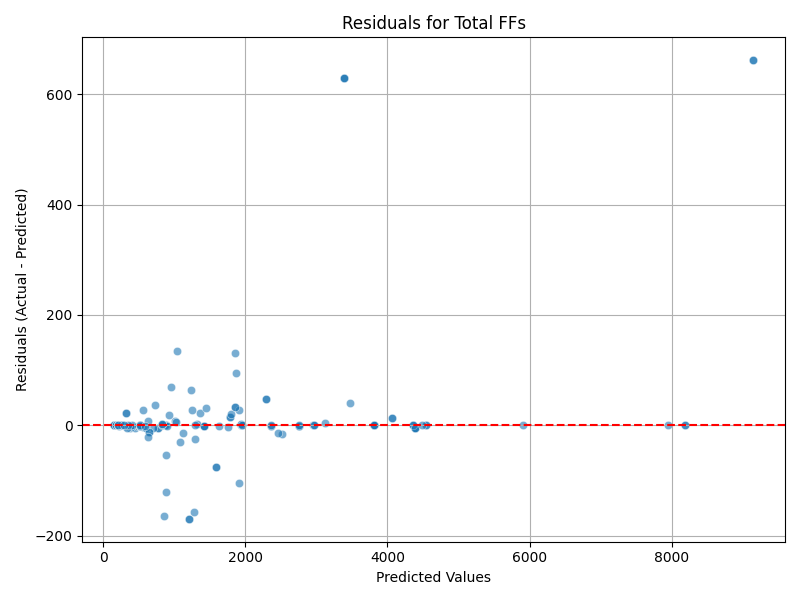 Residuals for Total FFs
Residuals (Actual - Predicted)
600
400
200
0
−200
0 2000 4000 6000 8000
Predicted Values